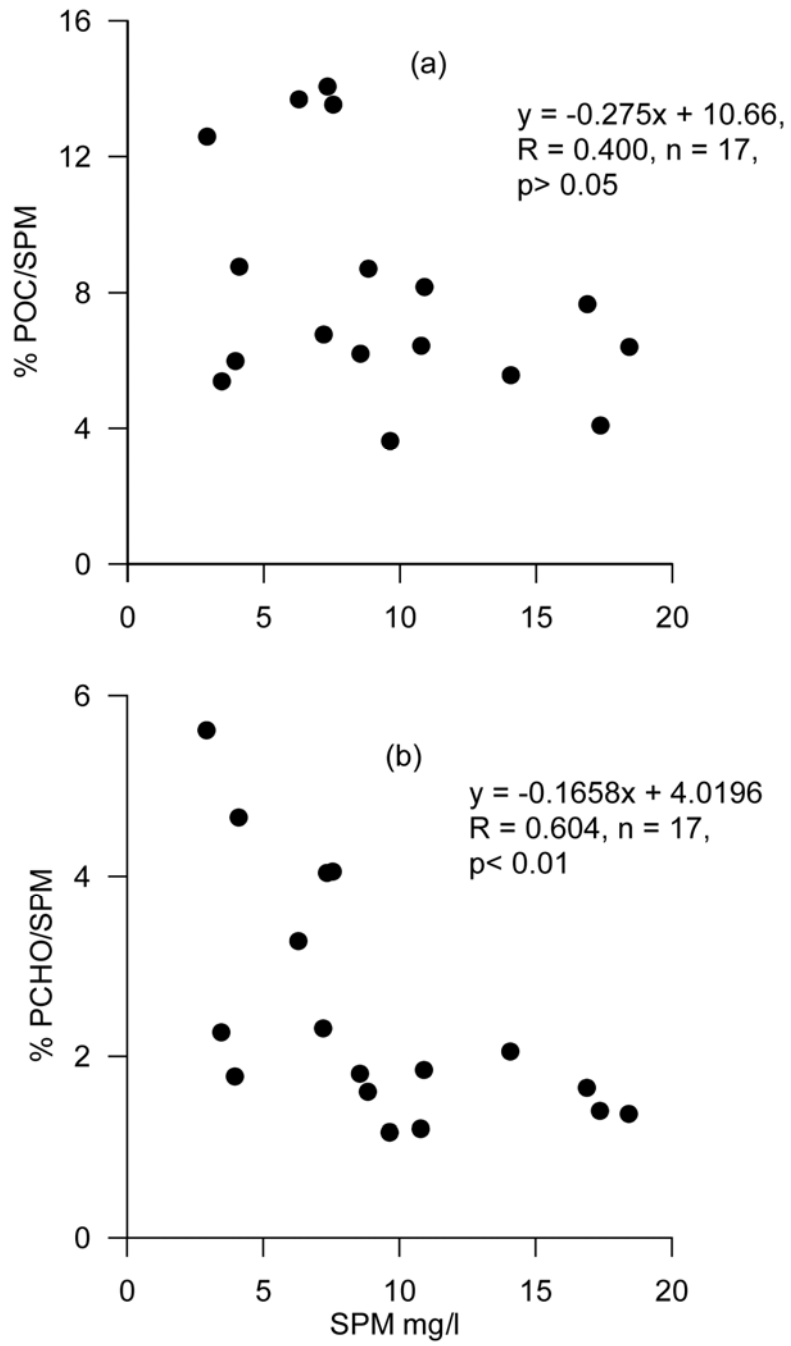 16
(a)
y = -0.275x + 10.66,
R = 0.400, n = 17,
p> 0.05
12
% POC/SPM
8
4
0
0 5 10 15 20
6
(b)
y = -0.1658x + 4.0196
R = 0.604, n = 17,
p< 0.01
4
% PCHO/SPM
2
0
0 5 10 15 20
SPM mg/l